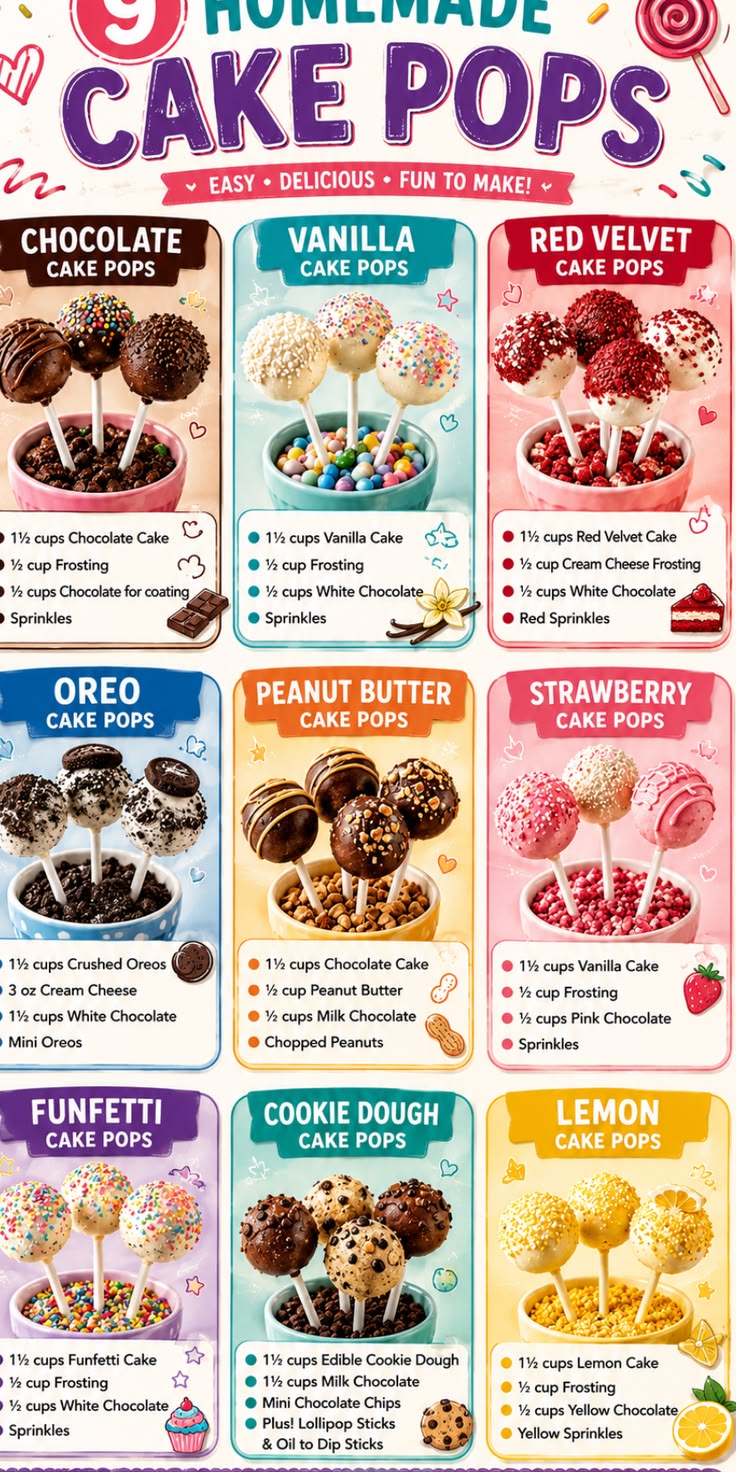 9 HOMEMADE
CAKE POPS
EASY • DELICIOUS • FUN TO MAKE!
CHOCOLATE
CAKE POPS
1½ cups Chocolate Cake
½ cup Frosting
½ cups Chocolate for coating
Sprinkles
VANILLA
CAKE POPS
1½ cups Vanilla Cake
½ cup Frosting
½ cups White Chocolate
Sprinkles
RED VELVET
CAKE POPS
1½ cups Red Velvet Cake
½ cup Cream Cheese Frosting
½ cups White Chocolate
Red Sprinkles
OREO
CAKE POPS
1½ cups Crushed Oreos
3 oz Cream Cheese
1½ cups White Chocolate
Mini Oreos
PEANUT BUTTER
CAKE POPS
1½ cups Chocolate Cake
½ cup Peanut Butter
½ cups Milk Chocolate
Chopped Peanuts
STRAWBERRY
CAKE POPS
1½ cups Vanilla Cake
½ cup Frosting
½ cups Pink Chocolate
Sprinkles
FUNFETTI
CAKE POPS
1½ cups Funfetti Cake
½ cup Frosting
½ cups White Chocolate
Sprinkles
COOKIE DOUGH
CAKE POPS
1½ cups Edible Cookie Dough
1½ cups Milk Chocolate
Mini Chocolate Chips
Plus! Lollipop Sticks
& Oil to Dip Sticks
LEMON
CAKE POPS
1½ cups Lemon Cake
½ cup Frosting
½ cups Yellow Chocolate
Yellow Sprinkles